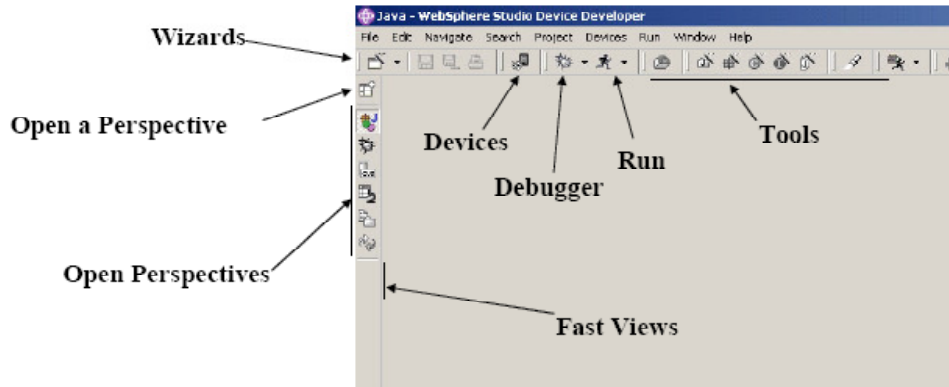 Java - WebSphere Studio Device Developer
File Edit Navigate Search Project Devices Run Window Help
Wizards
Open a Perspective
Devices
Debugger
Run
Tools
Open Perspectives
Fast Views